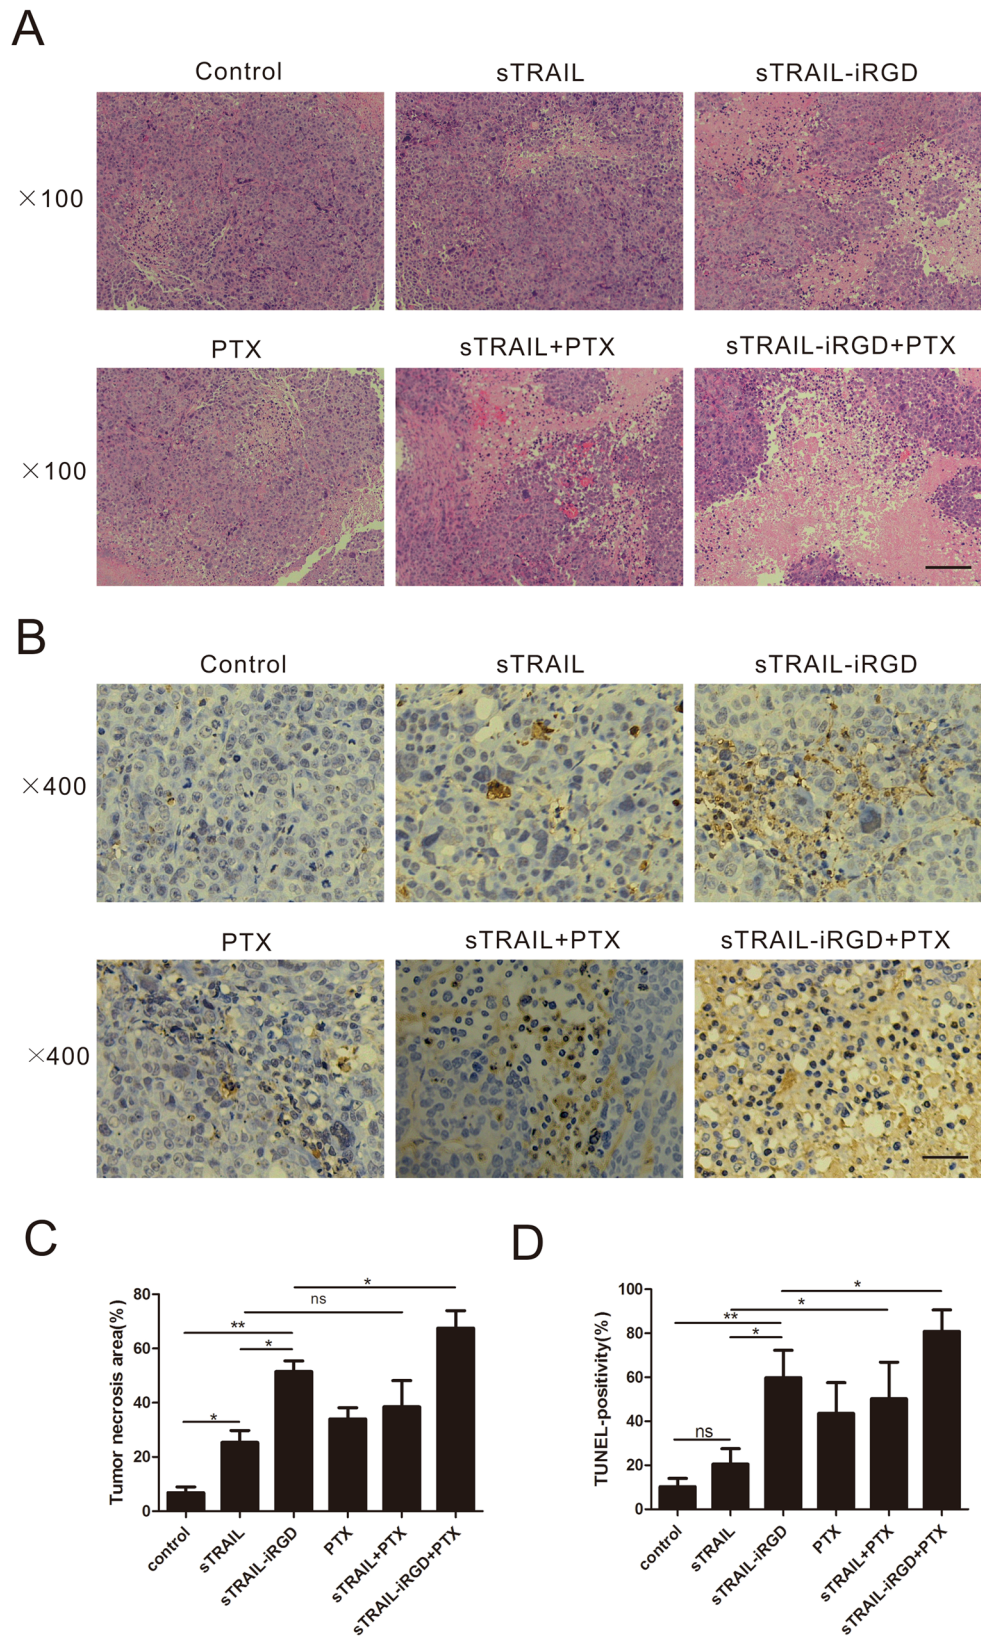 A
Control sTRAIL sTRAIL-iRGD
×100
PTX sTRAIL+PTX sTRAIL-iRGD+PTX
×100
B
Control sTRAIL sTRAIL-iRGD
×400
PTX sTRAIL+PTX sTRAIL-iRGD+PTX
×400
C
Tumor necrosis area(%)
80
60
40
20
0
*
ns
**
*
*
control
sTRAIL
sTRAIL-iRGD
PTX
sTRAIL+PTX
sTRAIL-iRGD+PTX
D
TUNEL-positivity(%)
100
80
60
40
20
0
*
*
**
*
ns
control
sTRAIL
sTRAIL-iRGD
PTX
sTRAIL+PTX
sTRAIL-iRGD+PTX